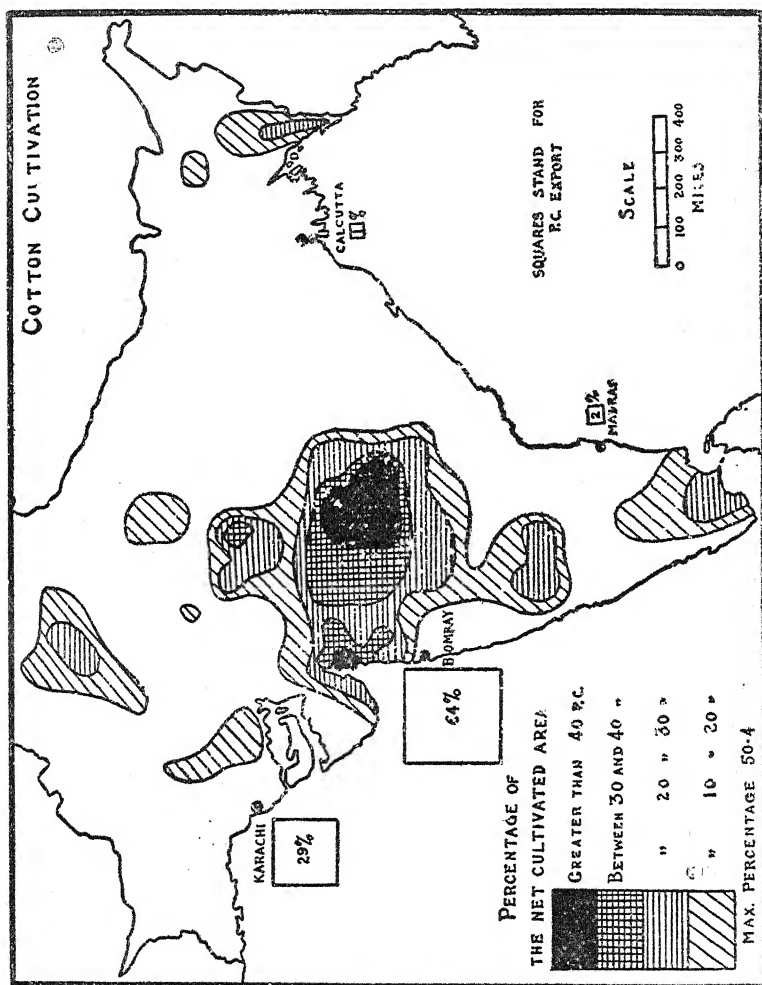 COTTON CULTIVATION
CALCUTTA
1%
SQUARES STAND FOR
P.C. EXPORT
SCALE
0 100 200 300 400
MILES
2%
MADRAS
BOMBAY
64%
KARACHI
29%
PERCENTAGE OF
THE NET CULTIVATED AREA
GREATER THAN 40 P.C.
BETWEEN 30 AND 40 "
" 20 " 30 "
" 10 " 20 "
MAX. PERCENTAGE 50·4